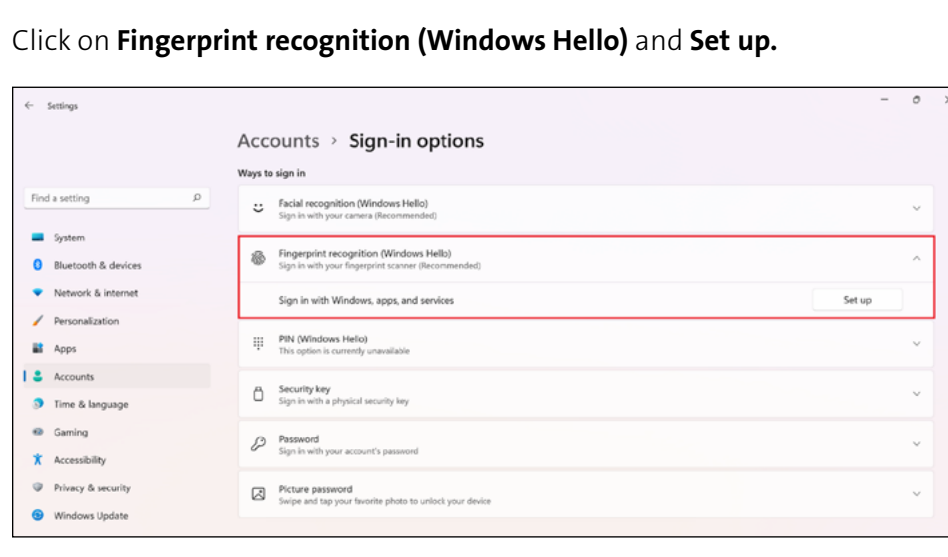 Click on Fingerprint recognition (Windows Hello) and Set up.
Settings
Accounts > Sign-in options
Ways to sign in
Find a setting
Facial recognition (Windows Hello)
Sign in with your camera (Recommended)
System
Fingerprint recognition (Windows Hello)
Sign in with your fingerprint scanner (Recommended)
Bluetooth & devices
Network & internet
Sign in with Windows, apps, and services
Set up
Personalization
PIN (Windows Hello)
This option is currently unavailable
Apps
Accounts
Security key
Sign in with a physical security key
Time & language
Gaming
Password
Sign in with your account's password
Accessibility
Privacy & security
Picture password
Swipe and tap your favorite photo to unlock your device
Windows Update